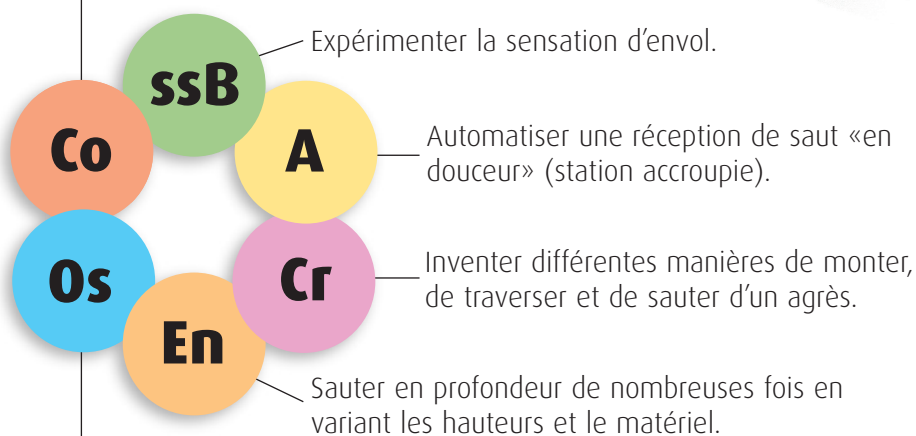 ssB
Expérimenter la sensation d’envol.
Co
A
Automatiser une réception de saut «en
douceur» (station accroupie).
Os
Cr
Inventer différentes manières de monter,
de traverser et de sauter d’un agrès.
En
Sauter en profondeur de nombreuses fois en
variant les hauteurs et le matériel.